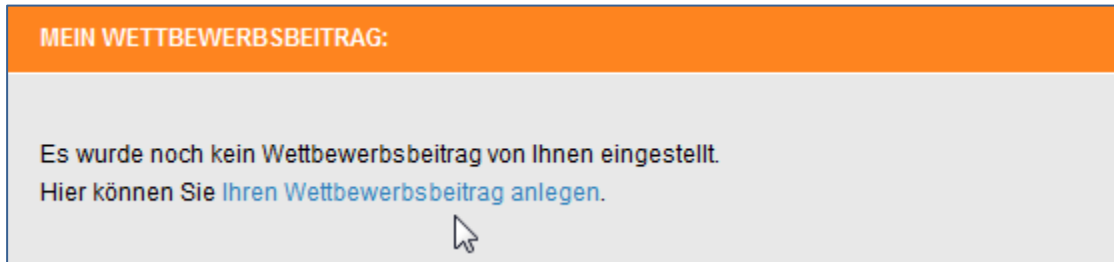 MEIN WETTBEWERBSBEITRAG:
Es wurde noch kein Wettbewerbsbeitrag von Ihnen eingestellt.
Hier können Sie Ihren Wettbewerbsbeitrag anlegen.